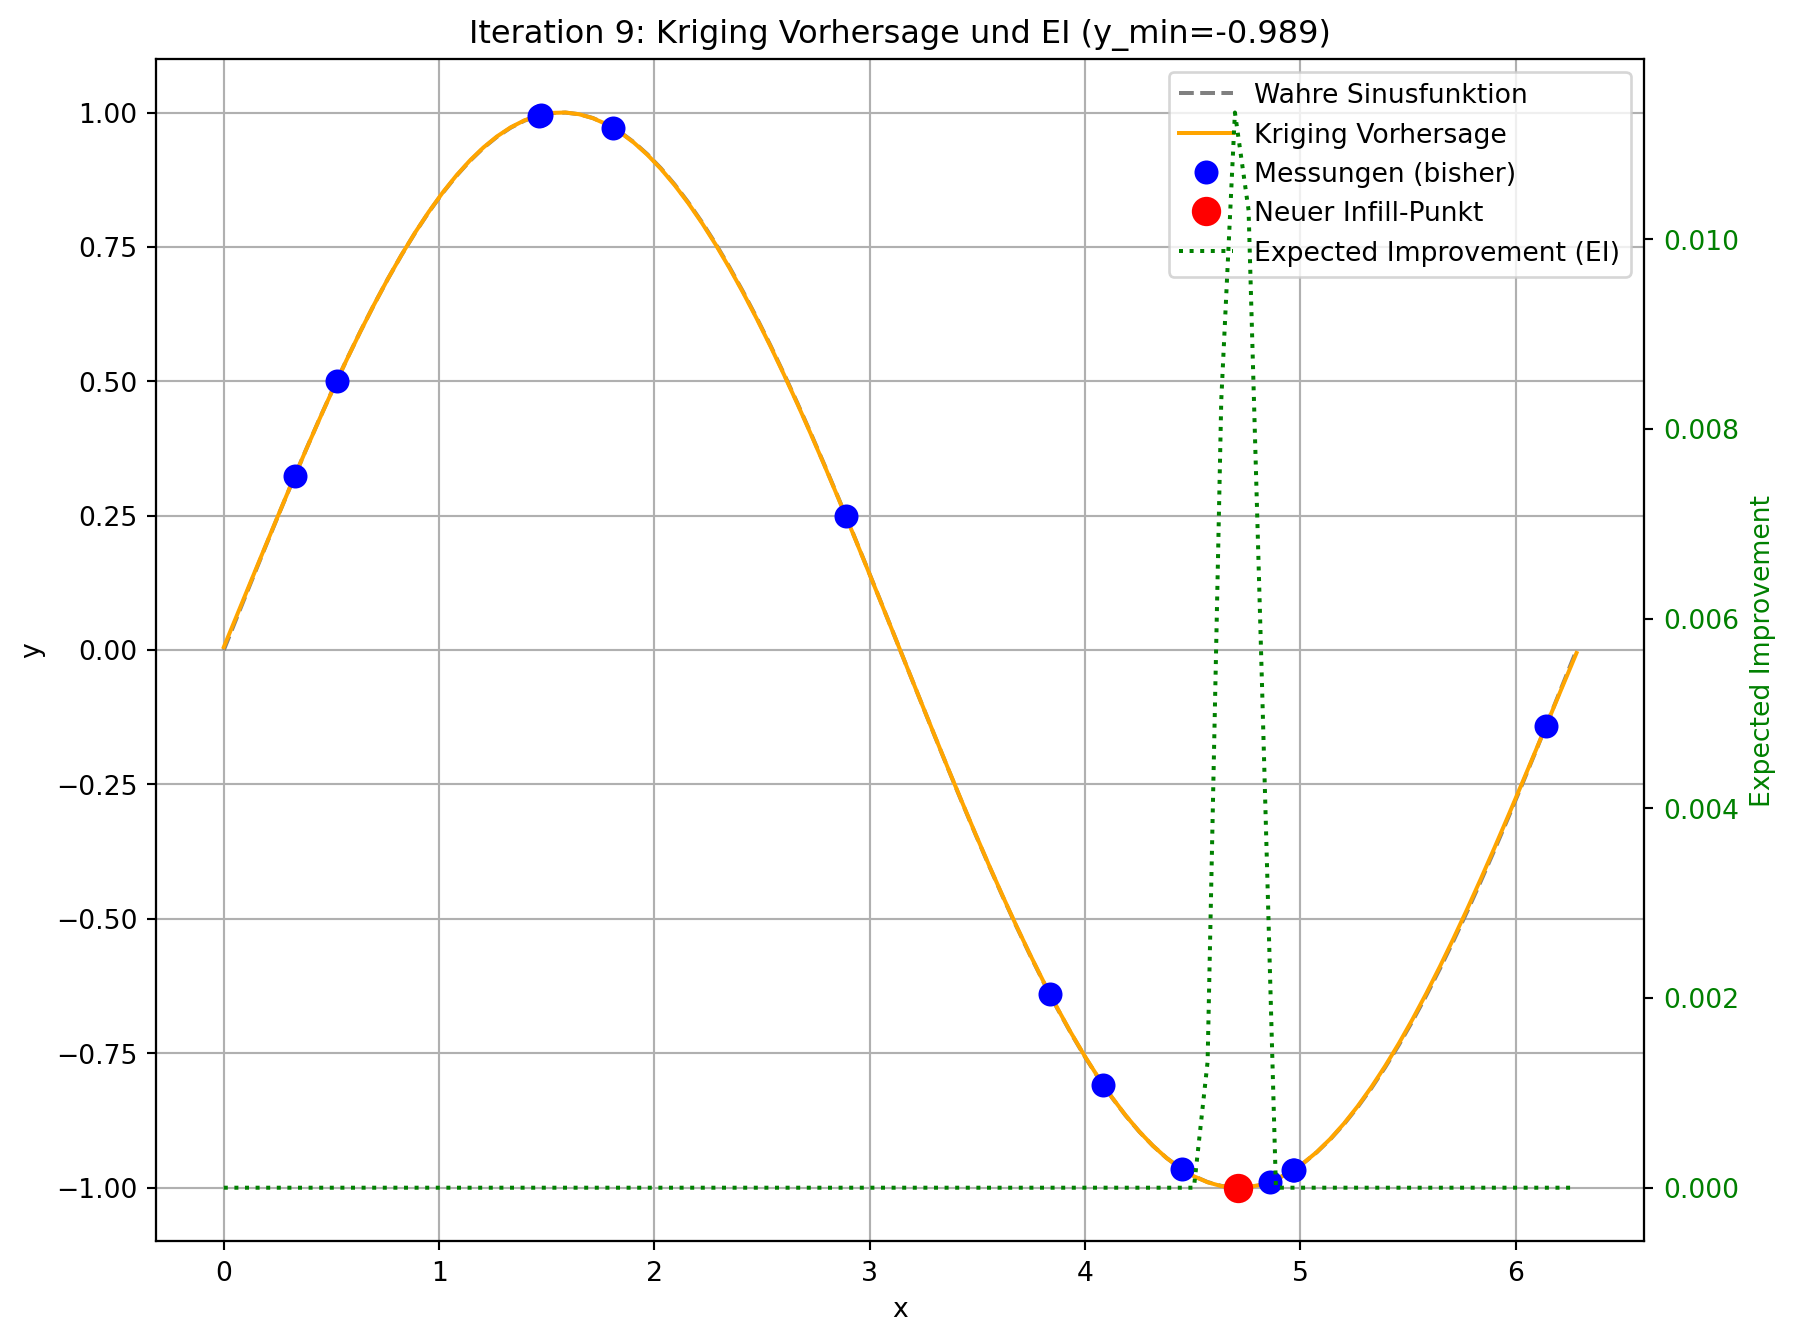 Iteration 9: Kriging Vorhersage und EI (y_min=-0.989)
Wahre Sinusfunktion
Kriging Vorhersage
Messungen (bisher)
Neuer Infill-Punkt
Expected Improvement (EI)
1.00
0.75
0.50
0.25
0.00
−0.25
−0.50
−0.75
−1.00
y
0.010
0.008
0.006
0.004
0.002
0.000
Expected Improvement
0 1 2 3 4 5 6
x